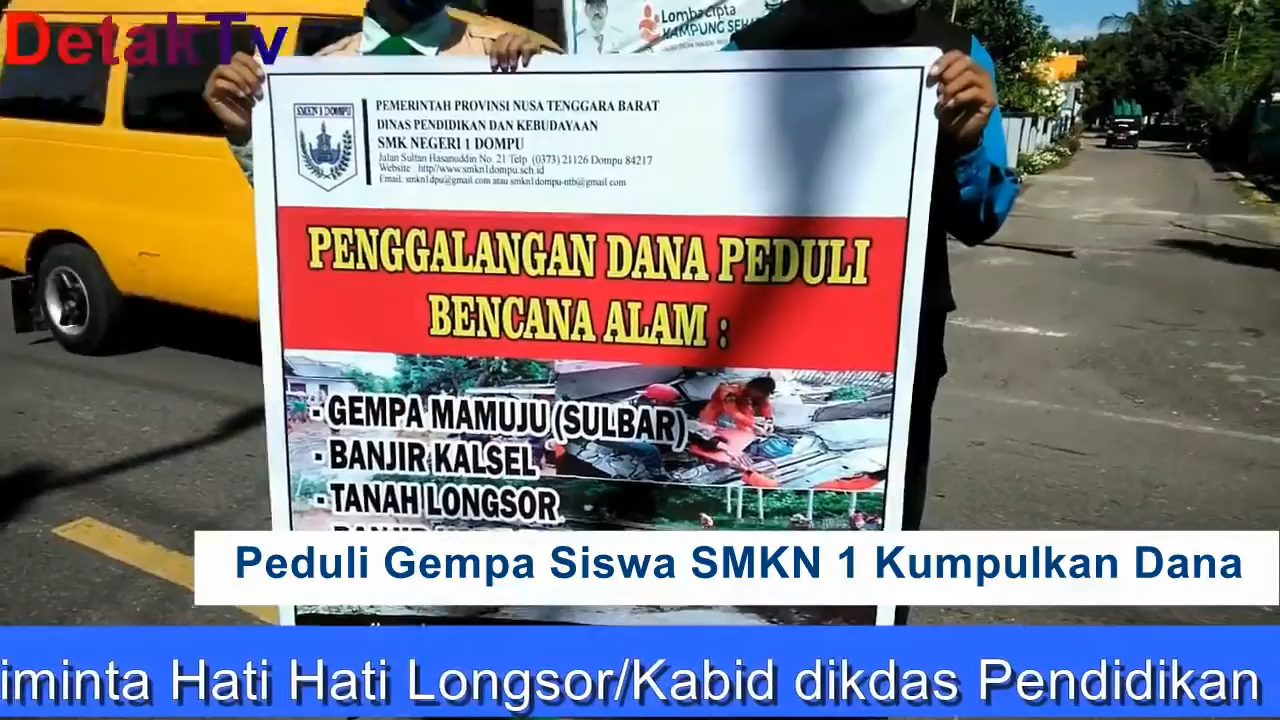 DetakTv
Lomba Cipta
KAMPUNG SEHA
SMKN 1 DOMPU
PEMERINTAH PROVINSI NUSA TENGGARA BARAT
DINAS PENDIDIKAN DAN KEBUDAYAAN
SMK NEGERI 1 DOMPU
Jalan Sultan Hasanuddin No. 21 Telp (0373) 21126 Dompu 84217
Website http//www.smkn1dompu.sch.id
Email: smkn1dpu@gmail.com atau smkn1dompu-ntb@gmail.com
PENGGALANGAN DANA PEDULI
BENCANA ALAM :
- GEMPA MAMUJU (SULBAR)
- BANJIR KALSEL
- TANAH LONGSOR
Peduli Gempa Siswa SMKN 1 Kumpulkan Dana
iminta Hati Hati Longsor/Kabid dikdas Pendidikan